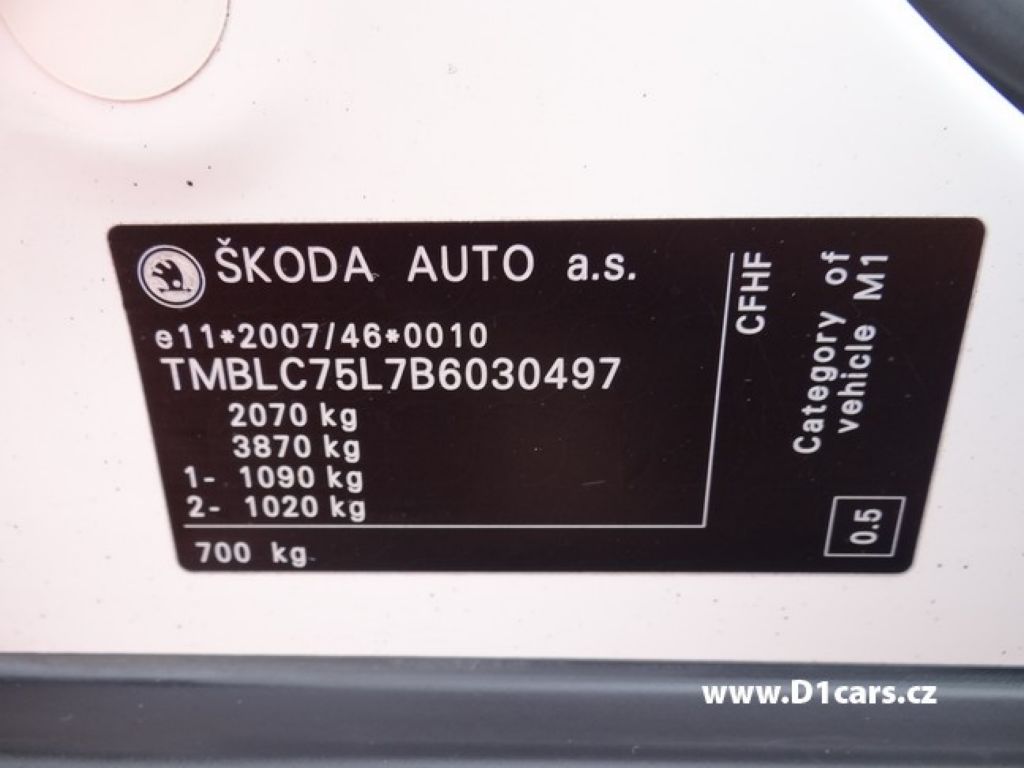 ŠKODA AUTO a.s.
e11*2007/46*0010
TMBLC75L7B6030497
2070 kg
3870 kg
1- 1090 kg
2- 1020 kg
700 kg
CFHF
Category of
vehicle M1
0.5
www.D1cars.cz